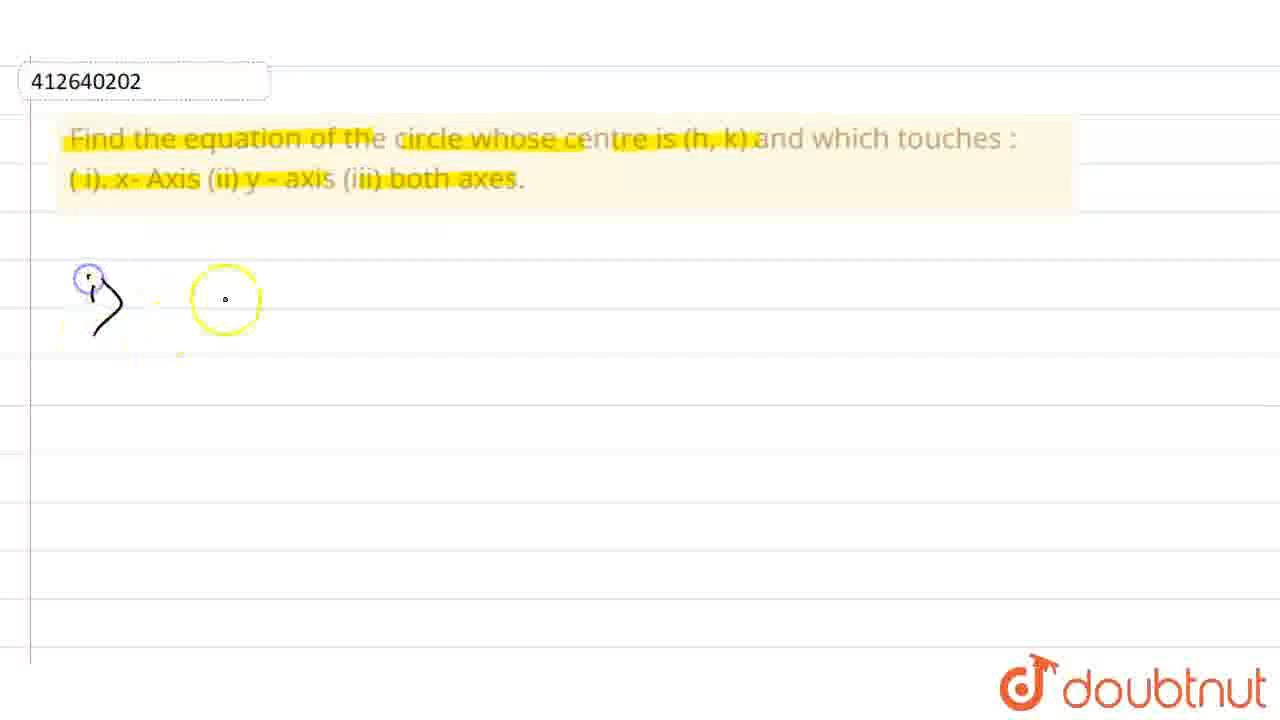 412640202
Find the equation of the circle whose centre is (h, k) and which touches :
( i). x- Axis (ii) y - axis (iii) both axes.
doubtnut